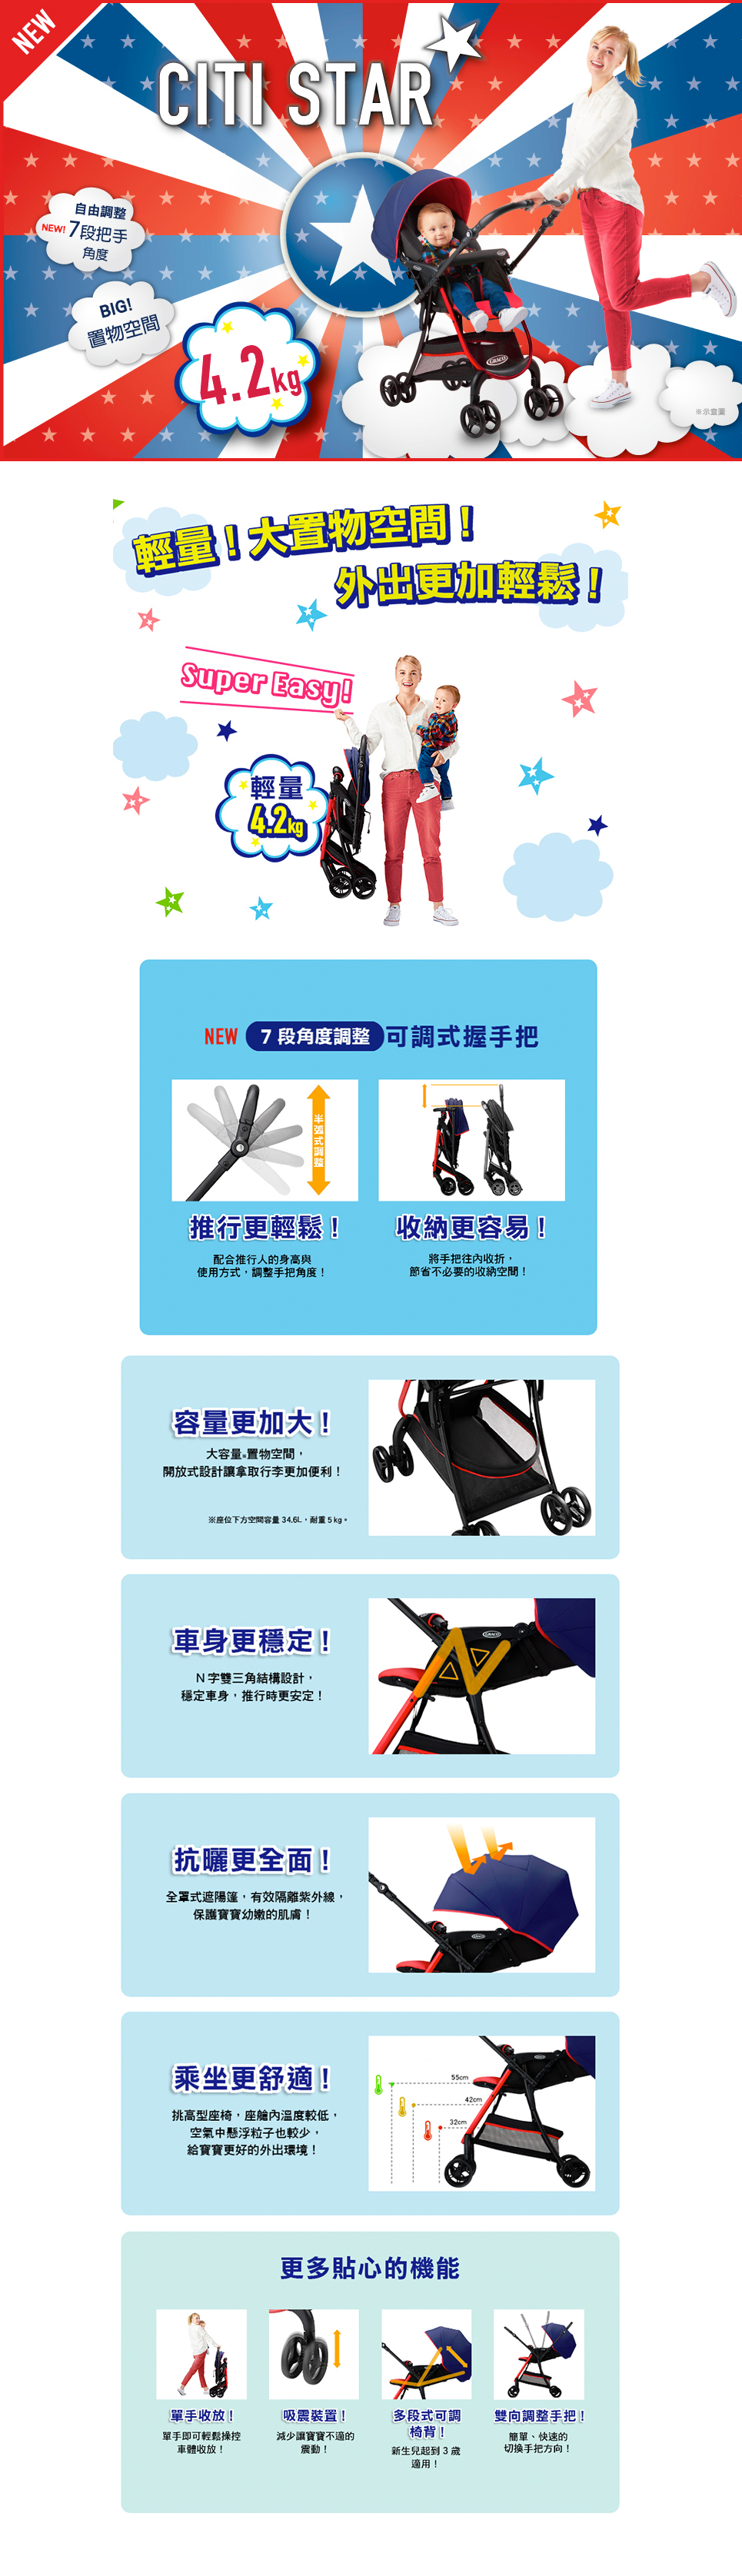 NEW
CITI STAR
自由調整
NEW! 7段把手
角度
BIG!
置物空間
4.2kg
GRACO
※示意圖
輕量！大置物空間！
外出更加輕鬆！
Super Easy!
輕量
4.2kg
NEW 7 段角度調整 可調式握手把
半弧式調整
推行更輕鬆！
配合推行人的身高與
使用方式，調整手把角度！
收納更容易！
將手把往內收折，
節省不必要的收納空間！
容量更加大！
大容量※置物空間，
開放式設計讓拿取行李更加便利！
※座位下方空間容量 34.6L，耐重 5 kg。
車身更穩定！
N 字雙三角結構設計，
穩定車身，推行時更安定！
GRACO
抗曬更全面！
全罩式遮陽篷，有效隔離紫外線，
保護寶寶幼嫩的肌膚！
GRACO
乘坐更舒適！
挑高型座椅，座艙內溫度較低，
空氣中懸浮粒子也較少，
給寶寶更好的外出環境！
55cm
42cm
32cm
更多貼心的機能
單手收放！
單手即可輕鬆操控
車體收放！
吸震裝置！
減少讓寶寶不適的
震動！
多段式可調
椅背！
新生兒起到 3 歲
適用！
雙向調整手把！
簡單、快速的
切換手把方向！